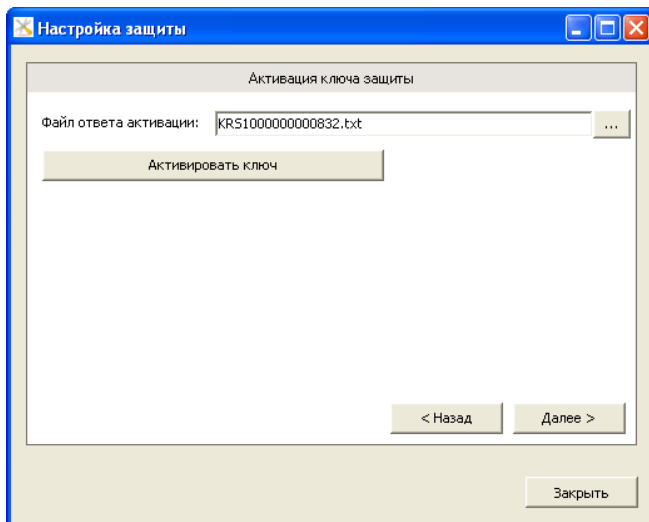 Настройка защиты
Активация ключа защиты
Файл ответа активации: KRS1000000000832.txt ...
Активировать ключ
< Назад Далее >
Закрыть